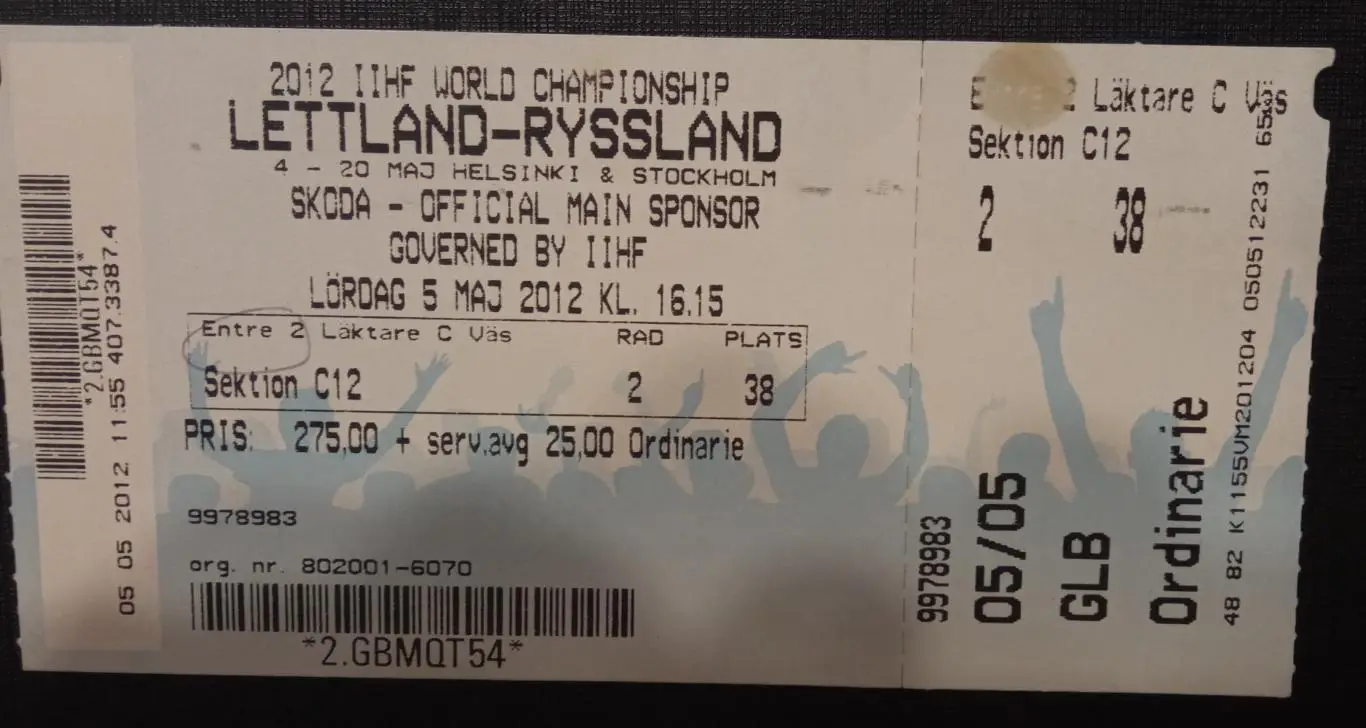 2012 IIHF WORLD CHAMPIONSHIP
LETTLAND-RYSSLAND
4 - 20 MAJ HELSINKI & STOCKHOLM
SKODA - OFFICIAL MAIN SPONSOR
GOVERNED BY IIHF
LÖRDAG 5 MAJ 2012 KL. 16.15
Entre 2 Läktare C Väs RAD PLATS
Sektion C12 2 38
PRIS: 275,00 + serv.avg 25,00 Ordinarie
9978983
org. nr. 802001-6070
*2.GBMQT54*
*2.GBMQT54*
05 05 2012 11:55 407.3387.4
2 Läktare C Väs
Sektion C12
2 38
9978983
05/05
GLB
Ordinarie
48 82 K1155VM201204 050512231